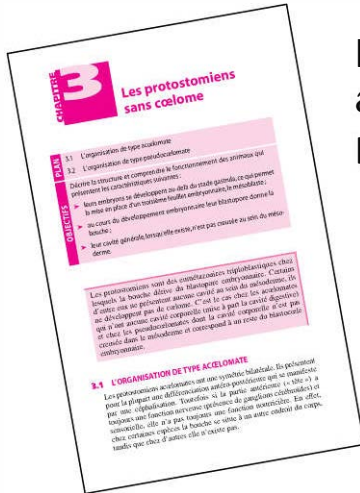 CHAPITRE
3
Les protostomiens
sans cœlome
PLAN
3.1 L'organisation de type acœlomate
3.2 L'organisation de type pseudocœlomate
OBJECTIFS
Décrire la structure et comprendre le fonctionnement des animaux qui
présentent les caractéristiques suivantes :
➤ leurs embryons se développent au-delà du stade gastrula, ce qui permet
la mise en place d'un troisième feuillet embryonnaire, le mésoblaste ;
➤ au cours du développement embryonnaire leur blastopore donne la
bouche ;
➤ leur cavité générale, lorsqu'elle existe, n'est pas creusée au sein du méso-
derme.
Les protostomiens sont des eumétazoaires triploblastiques chez
lesquels la bouche dérive du blastopore embryonnaire. Certains
d'entre eux ne présentent aucune cavité au sein du mésoderme, ils
ne développent pas de cœlome. C'est le cas chez les acœlomates
qui n'ont aucune cavité corporelle (mise à part la cavité digestive)
et chez les pseudocœlomates dont la cavité corporelle n'est pas
creusée dans le mésoderme et correspond à un reste du blastocœle
embryonnaire.
3.1 L'ORGANISATION DE TYPE ACŒLOMATE
Les protostomiens acœlomates ont une symétrie bilatérale. Ils présentent
pour la plupart une différenciation antéro-postérieure qui se manifeste
par une céphalisation. Toutefois si la partie antérieure (« tête ») a
toujours une fonction nerveuse (présence de ganglions cérébroïdes) et
sensorielle, elle n'a pas toujours une fonction nourricière. En effet,
chez certaines espèces la bouche se situe à un autre endroit du corps,
tandis que chez d'autres elle n'existe pas.